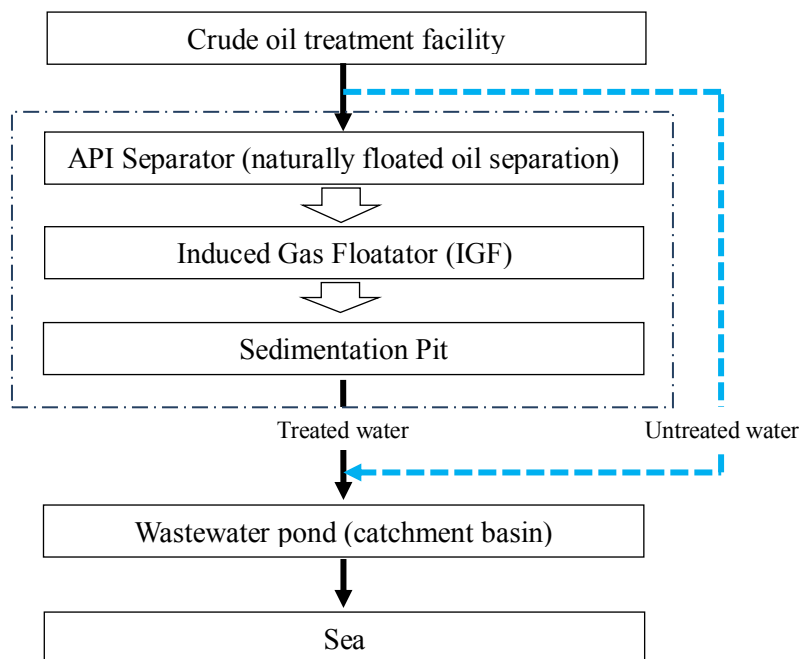 Crude oil treatment facility
API Separator (naturally floated oil separation)
Induced Gas Floatator (IGF)
Sedimentation Pit
Treated water
Untreated water
Wastewater pond (catchment basin)
Sea